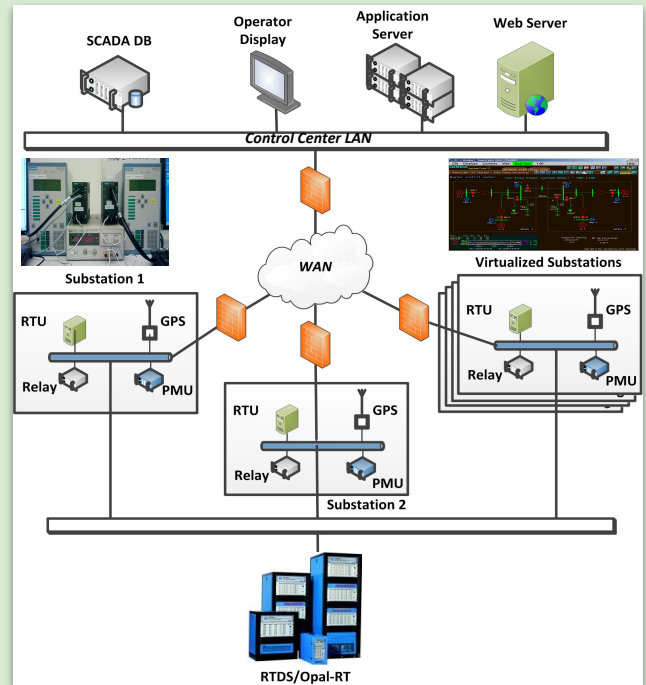 SCADA DB
Operator
Display
Application
Server
Web Server
Control Center LAN
WAN
Substation 1
Virtualized Substations
RTU
GPS
Relay
PMU
RTU
GPS
Relay
PMU
RTU
GPS
Relay
PMU
Substation 2
RTDS/Opal-RT